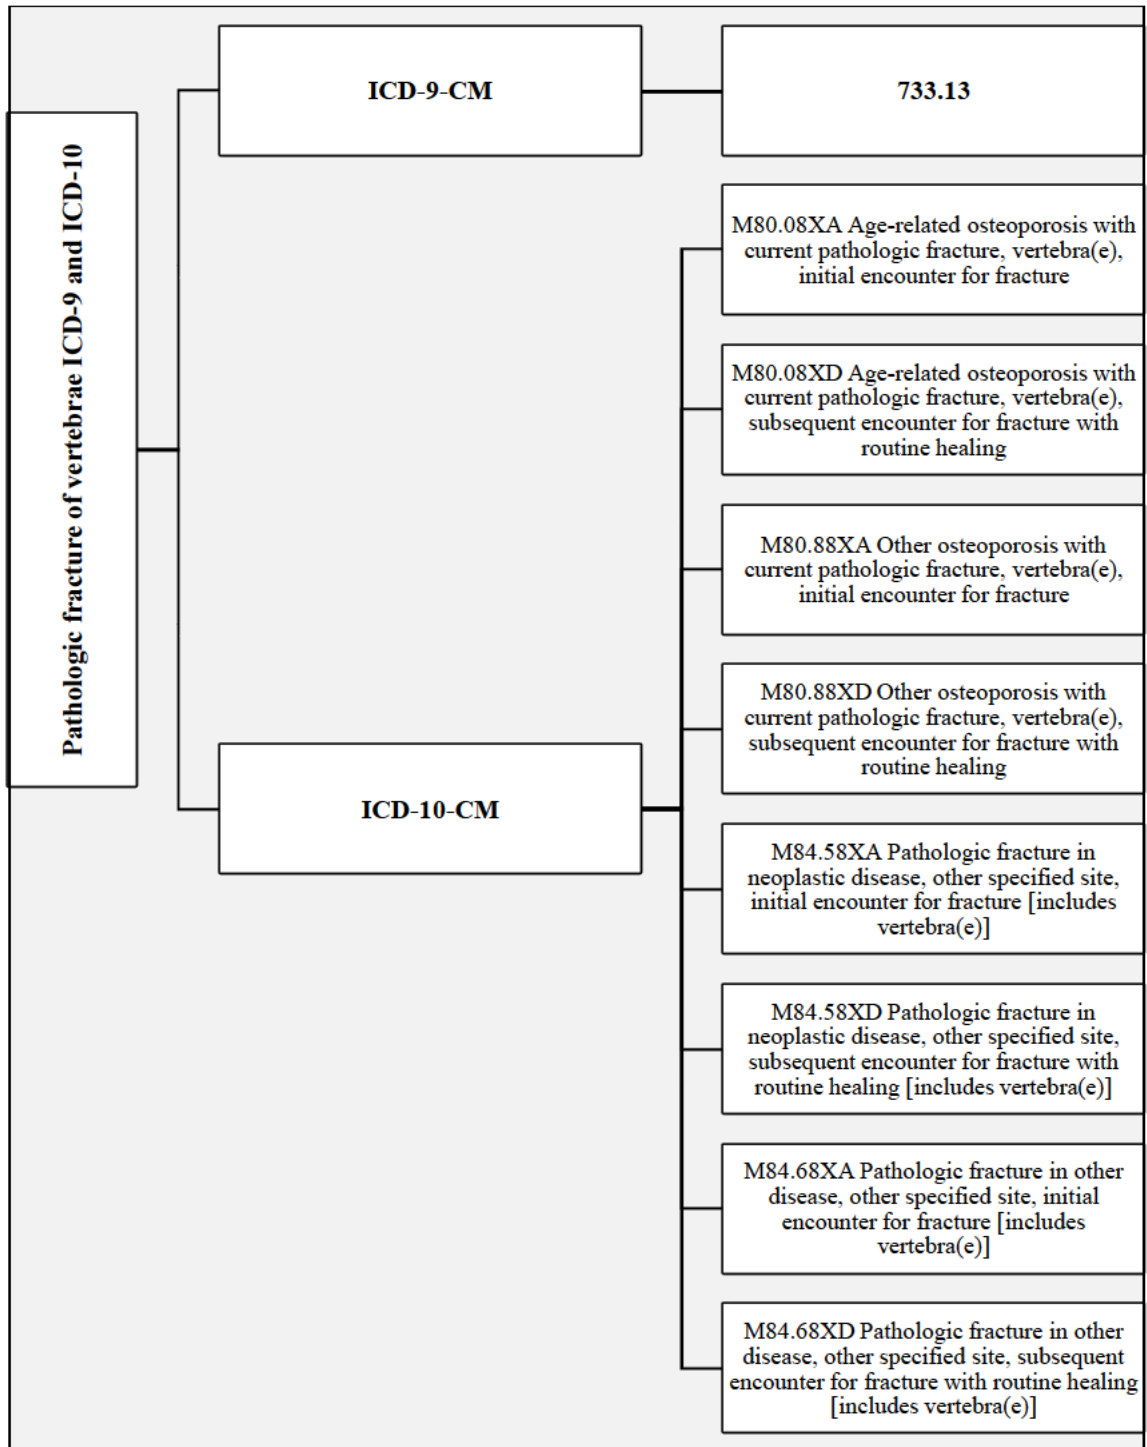 Pathologic fracture of vertebrae ICD-9 and ICD-10
ICD-9-CM
733.13
ICD-10-CM
M80.08XA Age-related osteoporosis with
current pathologic fracture, vertebra(e),
initial encounter for fracture
M80.08XD Age-related osteoporosis with
current pathologic fracture, vertebra(e),
subsequent encounter for fracture with
routine healing
M80.88XA Other osteoporosis with
current pathologic fracture, vertebra(e),
initial encounter for fracture
M80.88XD Other osteoporosis with
current pathologic fracture, vertebra(e),
subsequent encounter for fracture with
routine healing
M84.58XA Pathologic fracture in
neoplastic disease, other specified site,
initial encounter for fracture [includes
vertebra(e)]
M84.58XD Pathologic fracture in
neoplastic disease, other specified site,
subsequent encounter for fracture with
routine healing [includes vertebra(e)]
M84.68XA Pathologic fracture in other
disease, other specified site, initial
encounter for fracture [includes
vertebra(e)]
M84.68XD Pathologic fracture in other
disease, other specified site, subsequent
encounter for fracture with routine healing
[includes vertebra(e)]